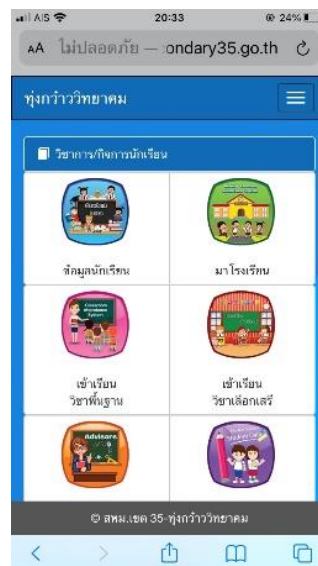 AIS 20:33 24%
AA ไม่ปลอดภัย — ondary35.go.th
ทุ่งกว๋าววิทยาคม
วิชาการ/กิจการนักเรียน
ข้อมูลนักเรียน
มาโรงเรียน
Classroom
Attendance
System
เข้าเรียน
วิชาพื้นฐาน
เข้าเรียน
วิชาเลือกเสรี
Advisors
© สพม.เขต 35-ทุ่งกว๋าววิทยาคม